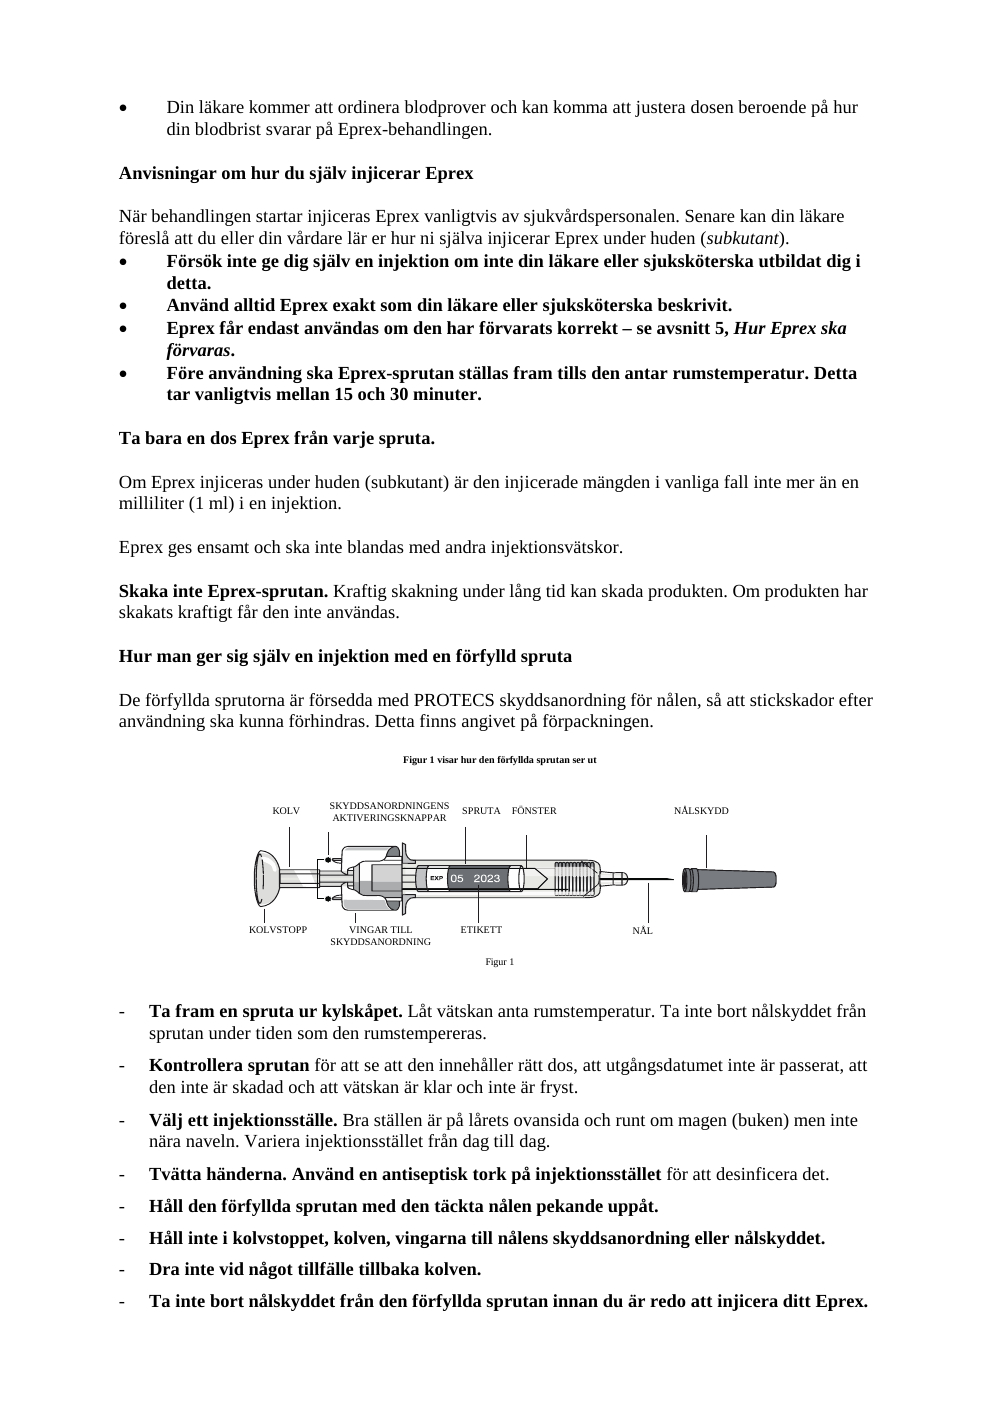 • Din läkare kommer att ordinera blodprover och kan komma att justera dosen beroende på hur
din blodbrist svarar på Eprex-behandlingen.
Anvisningar om hur du själv injicerar Eprex
När behandlingen startar injiceras Eprex vanligtvis av sjukvårdspersonalen. Senare kan din läkare
föreslå att du eller din vårdare lär er hur ni själva injicerar Eprex under huden (subkutant).
• Försök inte ge dig själv en injektion om inte din läkare eller sjuksköterska utbildat dig i
detta.
• Använd alltid Eprex exakt som din läkare eller sjuksköterska beskrivit.
• Eprex får endast användas om den har förvarats korrekt – se avsnitt 5, Hur Eprex ska
förvaras.
• Före användning ska Eprex-sprutan ställas fram tills den antar rumstemperatur. Detta
tar vanligtvis mellan 15 och 30 minuter.
Ta bara en dos Eprex från varje spruta.
Om Eprex injiceras under huden (subkutant) är den injicerade mängden i vanliga fall inte mer än en
milliliter (1 ml) i en injektion.
Eprex ges ensamt och ska inte blandas med andra injektionsvätskor.
Skaka inte Eprex-sprutan. Kraftig skakning under lång tid kan skada produkten. Om produkten har
skakats kraftigt får den inte användas.
Hur man ger sig själv en injektion med en förfylld spruta
De förfyllda sprutorna är försedda med PROTECS skyddsanordning för nålen, så att stickskador efter
användning ska kunna förhindras. Detta finns angivet på förpackningen.
Figur 1 visar hur den förfyllda sprutan ser ut
KOLV
SKYDDSANORDNINGENS
AKTIVERINGSKNAPPAR
SPRUTA
FÖNSTER
NÅLSKYDD
EXP 05 2023
KOLVSTOPP
VINGAR TILL
SKYDDSANORDNING
ETIKETT
NÅL
Figur 1
- Ta fram en spruta ur kylskåpet. Låt vätskan anta rumstemperatur. Ta inte bort nålskyddet från
sprutan under tiden som den rumstempereras.
- Kontrollera sprutan för att se att den innehåller rätt dos, att utgångsdatumet inte är passerat, att
den inte är skadad och att vätskan är klar och inte är fryst.
- Välj ett injektionsställe. Bra ställen är på lårets ovansida och runt om magen (buken) men inte
nära naveln. Variera injektionsstället från dag till dag.
- Tvätta händerna. Använd en antiseptisk tork på injektionsstället för att desinficera det.
- Håll den förfyllda sprutan med den täckta nålen pekande uppåt.
- Håll inte i kolvstoppet, kolven, vingarna till nålens skyddsanordning eller nålskyddet.
- Dra inte vid något tillfälle tillbaka kolven.
- Ta inte bort nålskyddet från den förfyllda sprutan innan du är redo att injicera ditt Eprex.